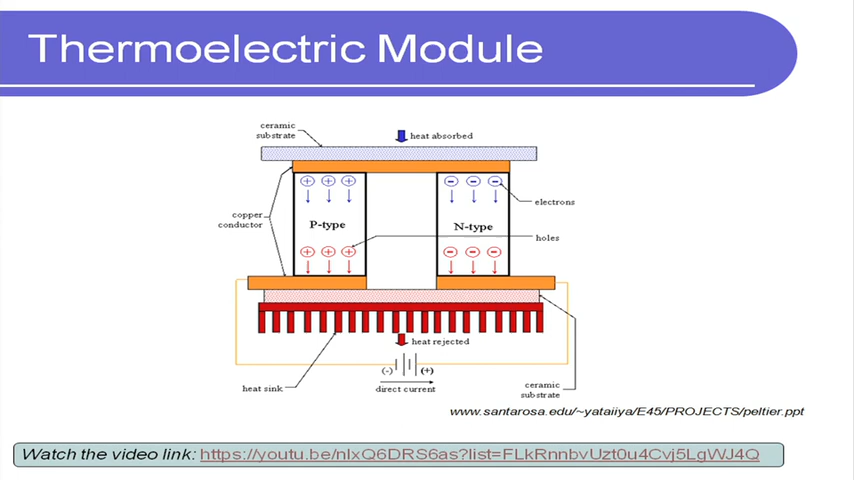 Thermoelectric Module
ceramic
substrate
heat absorbed
electrons
P-type
N-type
copper
conductor
holes
heat rejected
(-)
(+)
heat sink
direct current
ceramic
substrate
www.santarosa.edu/~yataiiya/E45/PROJECTS/peltier.ppt
Watch the video link: https://youtu.be/nIxQ6DRS6as?list=FLkRnnbvUzt0u4Cvj5LgWJ4Q